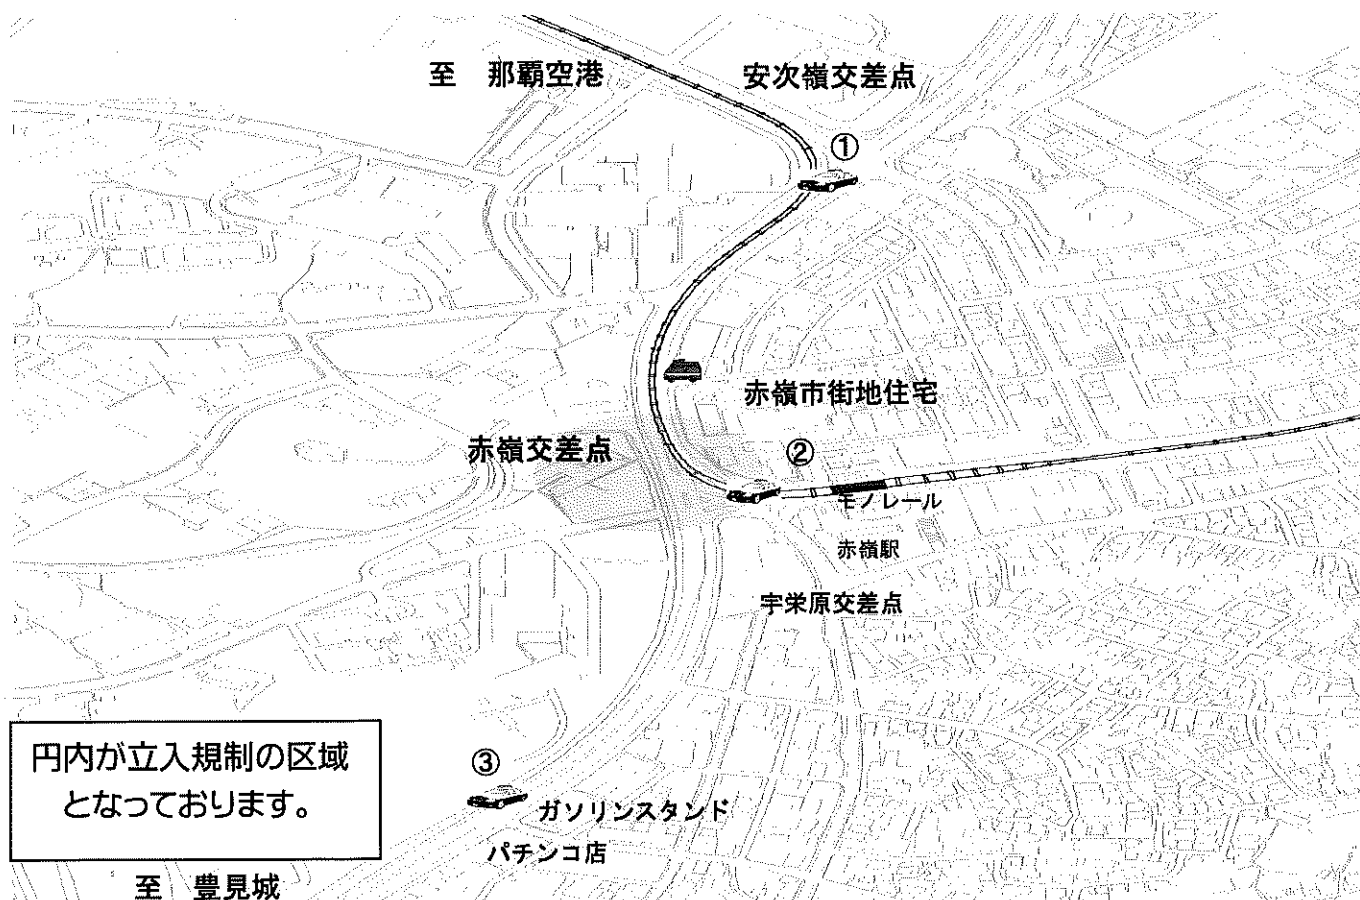 至 那覇空港
安次嶺交差点
①
赤嶺市街地住宅
赤嶺交差点
②
モノレール
赤嶺駅
宇栄原交差点
円内が立入規制の区域
となっております。
③
ガソリンスタンド
パチンコ店
至 豊見城